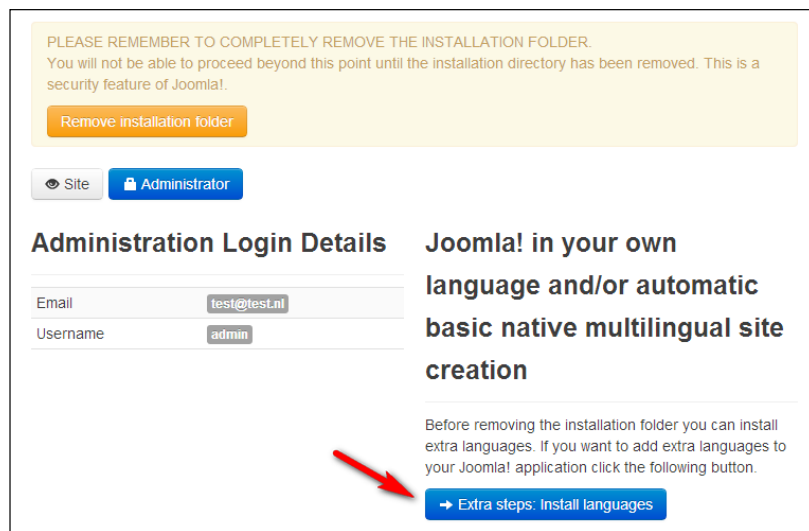 PLEASE REMEMBER TO COMPLETELY REMOVE THE INSTALLATION FOLDER.
You will not be able to proceed beyond this point until the installation directory has been removed. This is a
security feature of Joomla!.
Remove installation folder
Site
Administrator
Administration Login Details
Email test@test.nl
Username admin
Joomla! in your own
language and/or automatic
basic native multilingual site
creation
Before removing the installation folder you can install
extra languages. If you want to add extra languages to
your Joomla! application click the following button.
Extra steps: Install languages